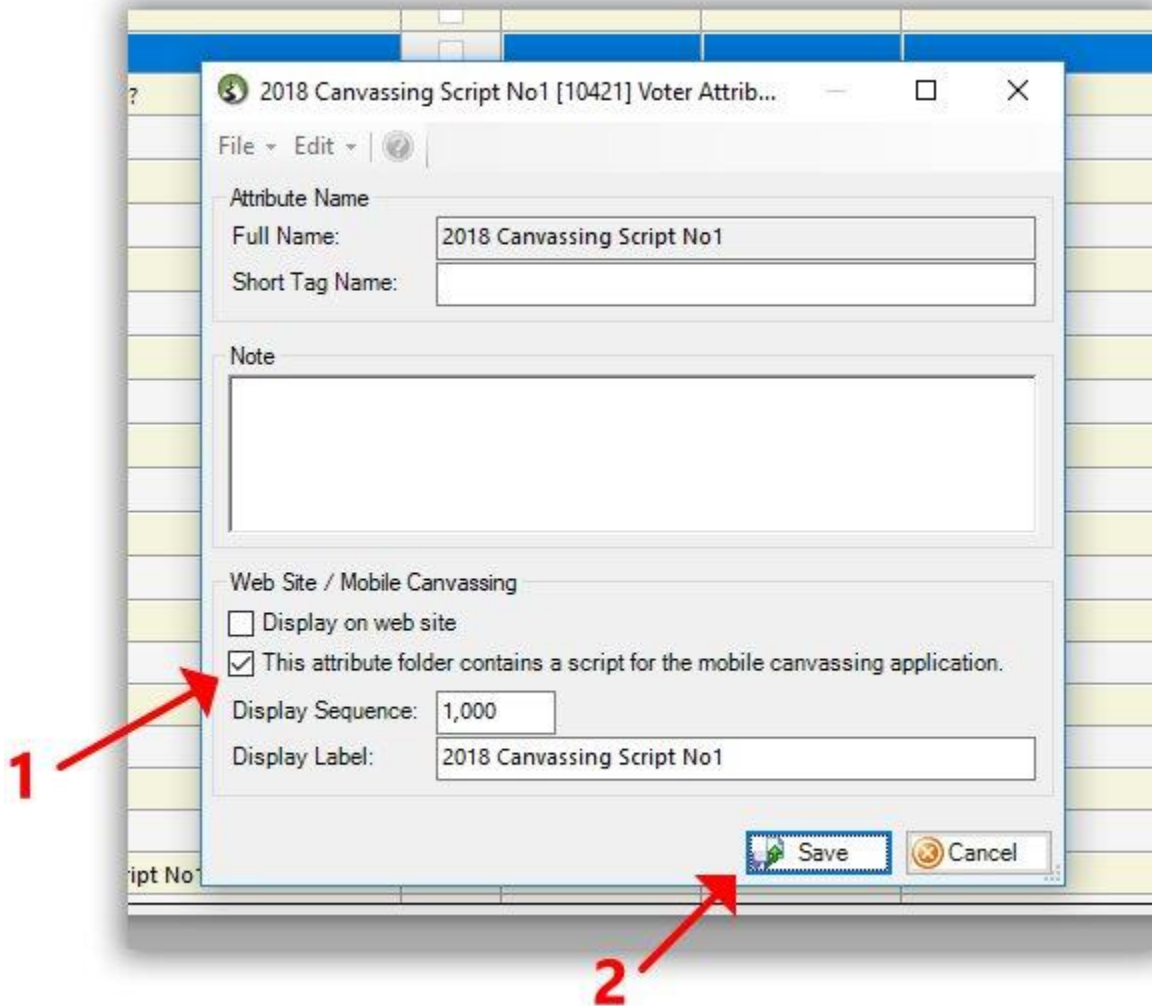 ?
2018 Canvassing Script No1 [10421] Voter Attrib...
File Edit
Attribute Name
Full Name: 2018 Canvassing Script No1
Short Tag Name:
Note
Web Site / Mobile Canvassing
Display on web site
This attribute folder contains a script for the mobile canvassing application.
Display Sequence: 1,000
1
Display Label: 2018 Canvassing Script No1
Save Cancel
ript No1
2